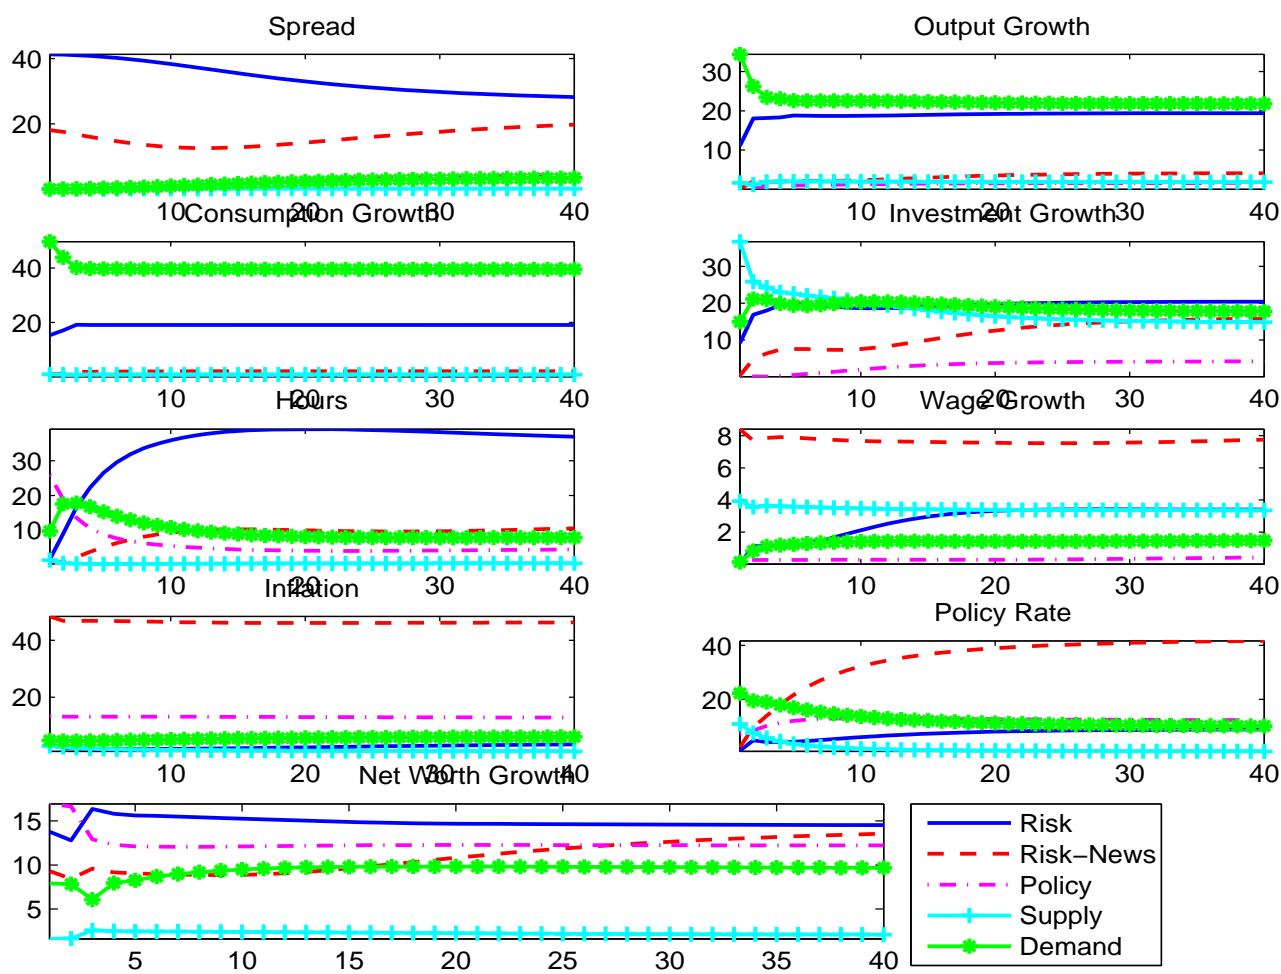 Spread
40
20
10 20 30 40
Output Growth
30
20
10
10 20 30 40
Consumption Growth
40
20
10 20 30 40
Investment Growth
30
20
10
10 20 30 40
Hours
30
20
10
10 20 30 40
Wage Growth
8
6
4
2
10 20 30 40
Inflation
40
20
10 20 30 40
Policy Rate
40
20
10 20 30 40
Net Worth Growth
15
10
5
5 10 15 20 25 30 35 40
Risk
Risk-News
Policy
Supply
Demand